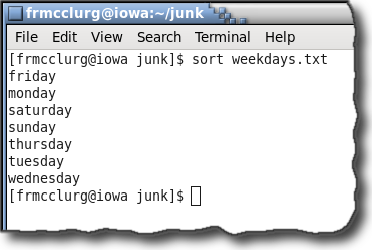 frmcclurg@iowa:~/junk
File Edit View Search Terminal Help
[frmcclurg@iowa junk]$ sort weekdays.txt
friday
monday
saturday
sunday
thursday
tuesday
wednesday
[frmcclurg@iowa junk]$